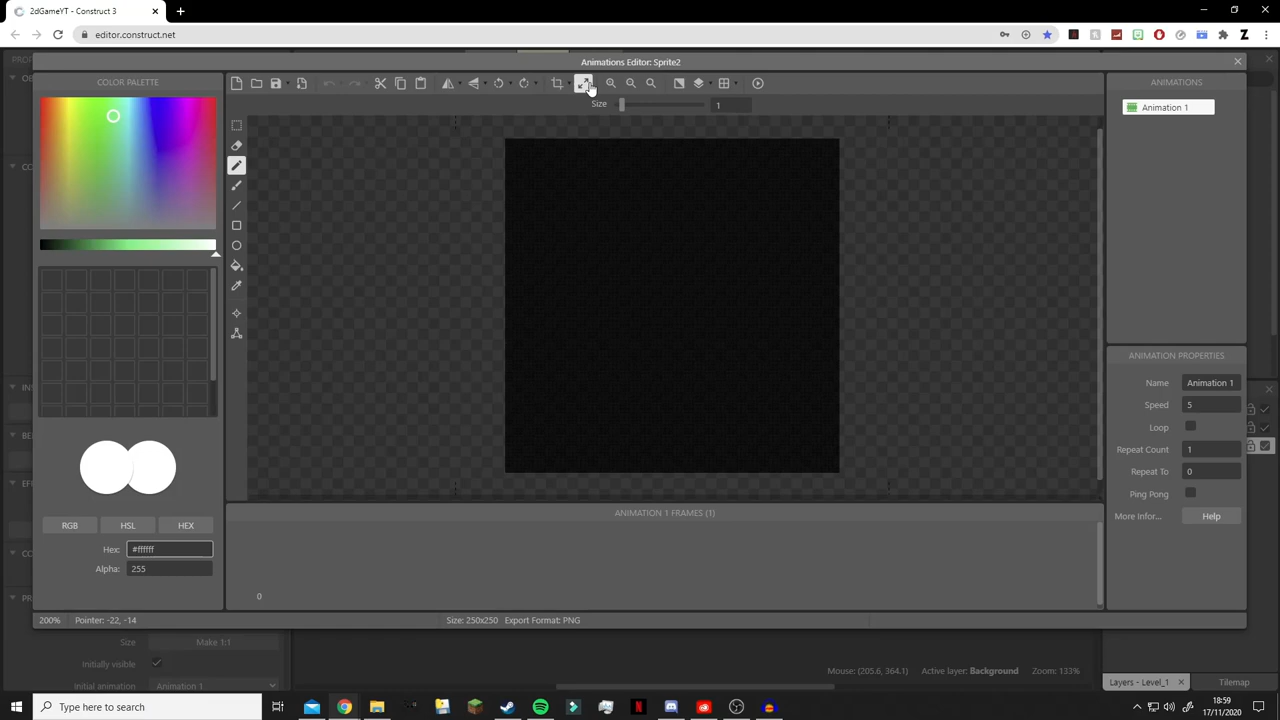 2dGameYT - Construct 3
editor.construct.net
Animations Editor: Sprite2
COLOR PALETTE
Size
1
ANIMATIONS
Animation 1
ANIMATION PROPERTIES
Name
Animation 1
Speed
5
Loop
Repeat Count
1
Repeat To
0
Ping Pong
More Infor...
Help
RGB
HSL
HEX
Hex:
#ffffff
Alpha:
255
ANIMATION 1 FRAMES (1)
0
200%
Pointer: -22, -14
Size: 250x250
Export Format: PNG
Size
Make 1:1
Initially visible
Initial animation
Animation 1
Mouse: (205.6, 364.1)
Active layer: Background
Zoom: 133%
Layers - Level_1
Tilemap
Type here to search
18:59
17/11/2020